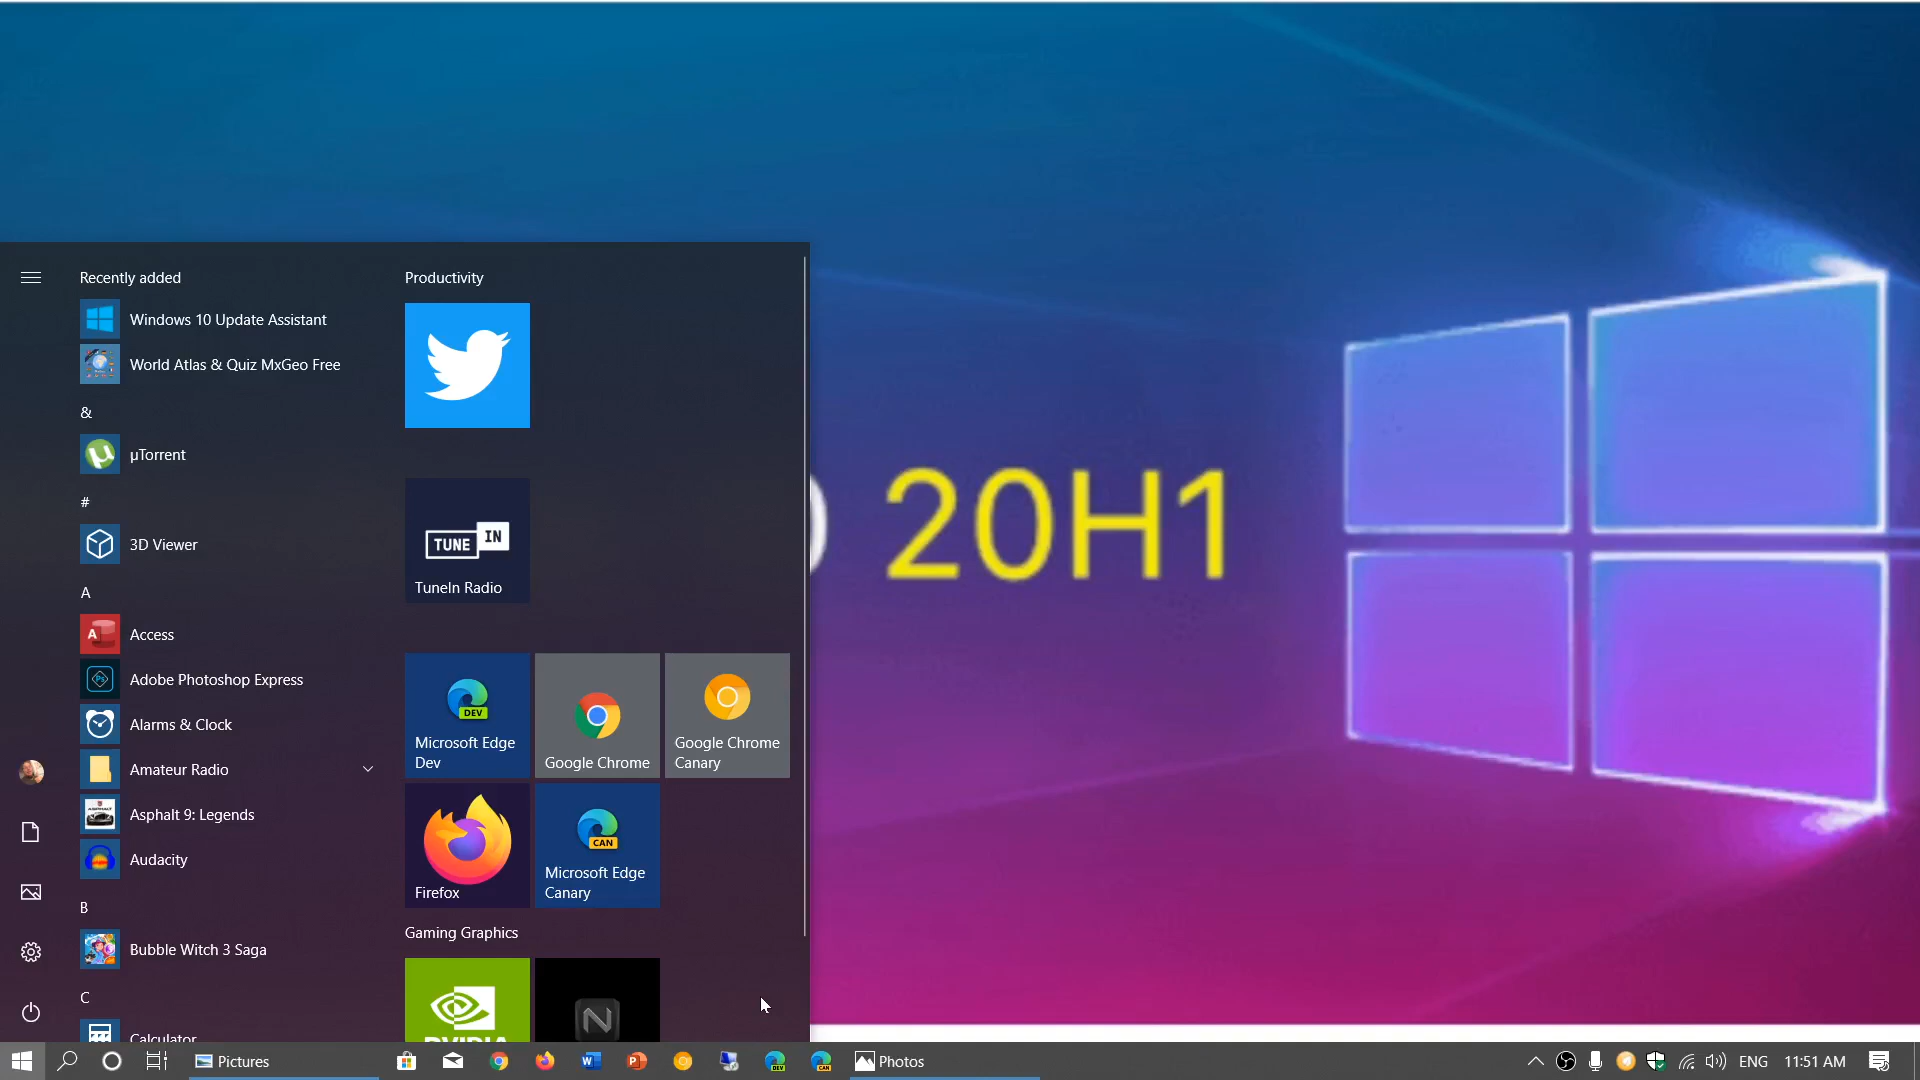 Recently added
Windows 10 Update Assistant
World Atlas & Quiz MxGeo Free
&
µTorrent
#
3D Viewer
A
Access
Adobe Photoshop Express
Alarms & Clock
Amateur Radio
Asphalt 9: Legends
Audacity
B
Bubble Witch 3 Saga
C
Calculator
Productivity
TUNE IN
TuneIn Radio
DEV
Microsoft Edge
Dev
Google Chrome
Google Chrome
Canary
Firefox
CAN
Microsoft Edge
Canary
Gaming Graphics
NVIDIA
N
20H1
Pictures
Photos
ENG
11:51 AM